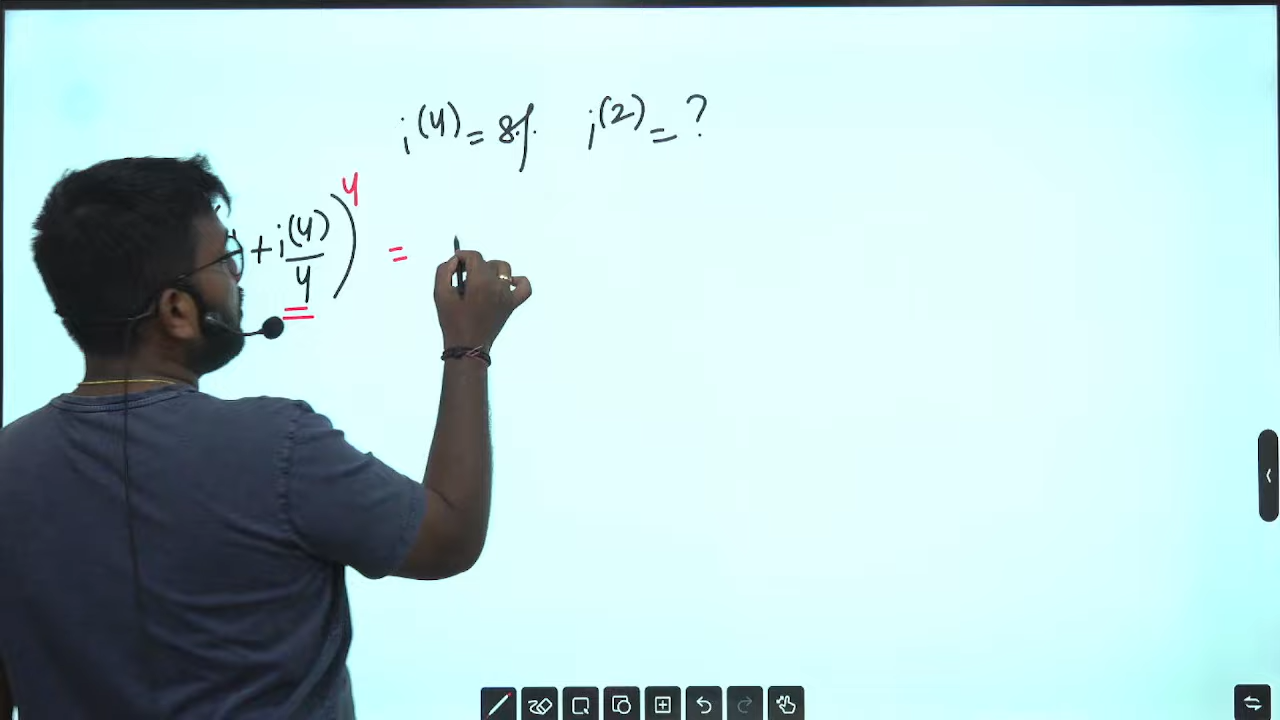 i^(4) = 8% i^(2) = ?
+ i^(4)/4)^4 =